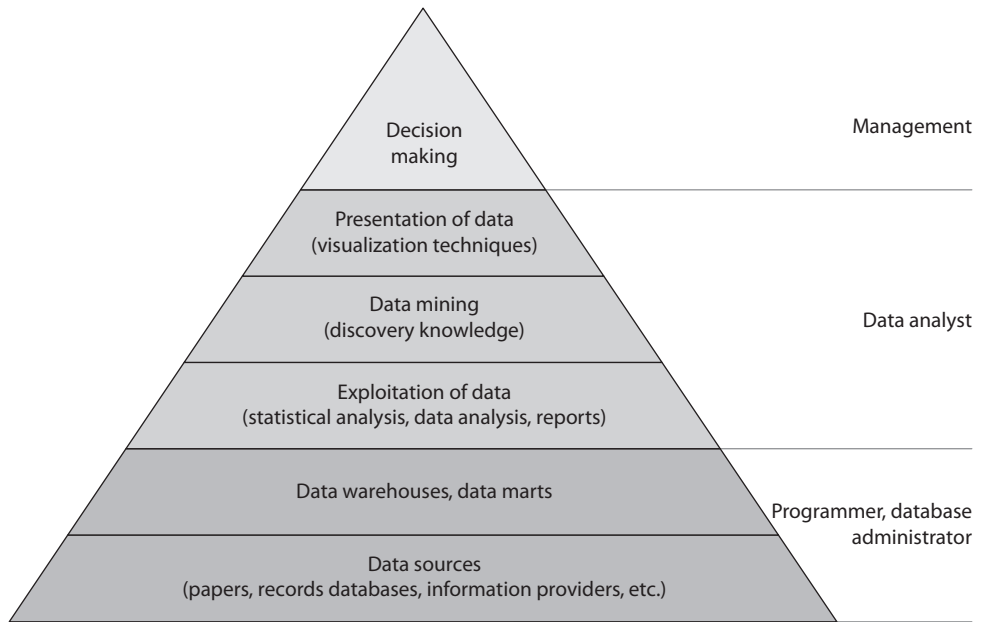 Decision
making
Management
Presentation of data
(visualization techniques)
Data mining
(discovery knowledge)
Data analyst
Exploitation of data
(statistical analysis, data analysis, reports)
Data warehouses, data marts
Programmer, database
administrator
Data sources
(papers, records databases, information providers, etc.)